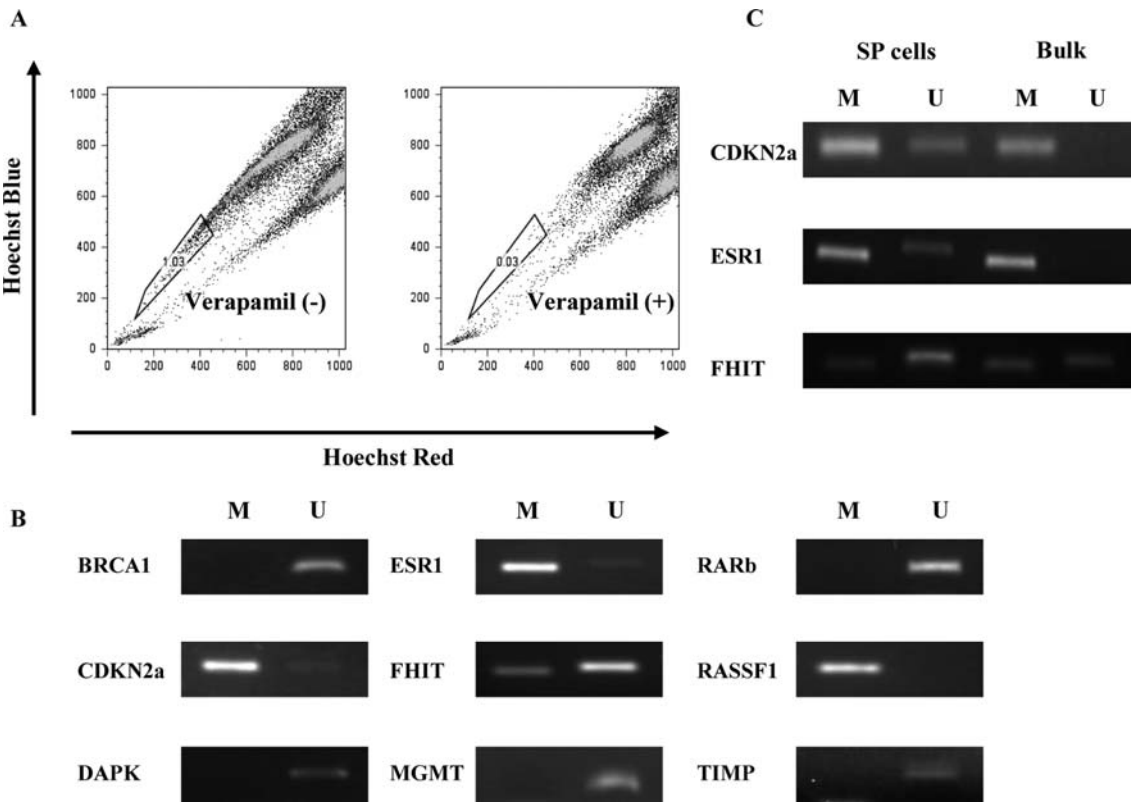 A
Hoechst Blue
1000
800
600
400
200
0
1.03
Verapamil (-)
0 200 400 600 800 1000
1000
800
600
400
200
0
0.03
Verapamil (+)
0 200 400 600 800 1000
Hoechst Red
C
SP cells Bulk
M U M U
CDKN2a
ESR1
FHIT
B
M U M U M U
BRCA1 ESR1 RARb
CDKN2a FHIT RASSF1
DAPK MGMT TIMP